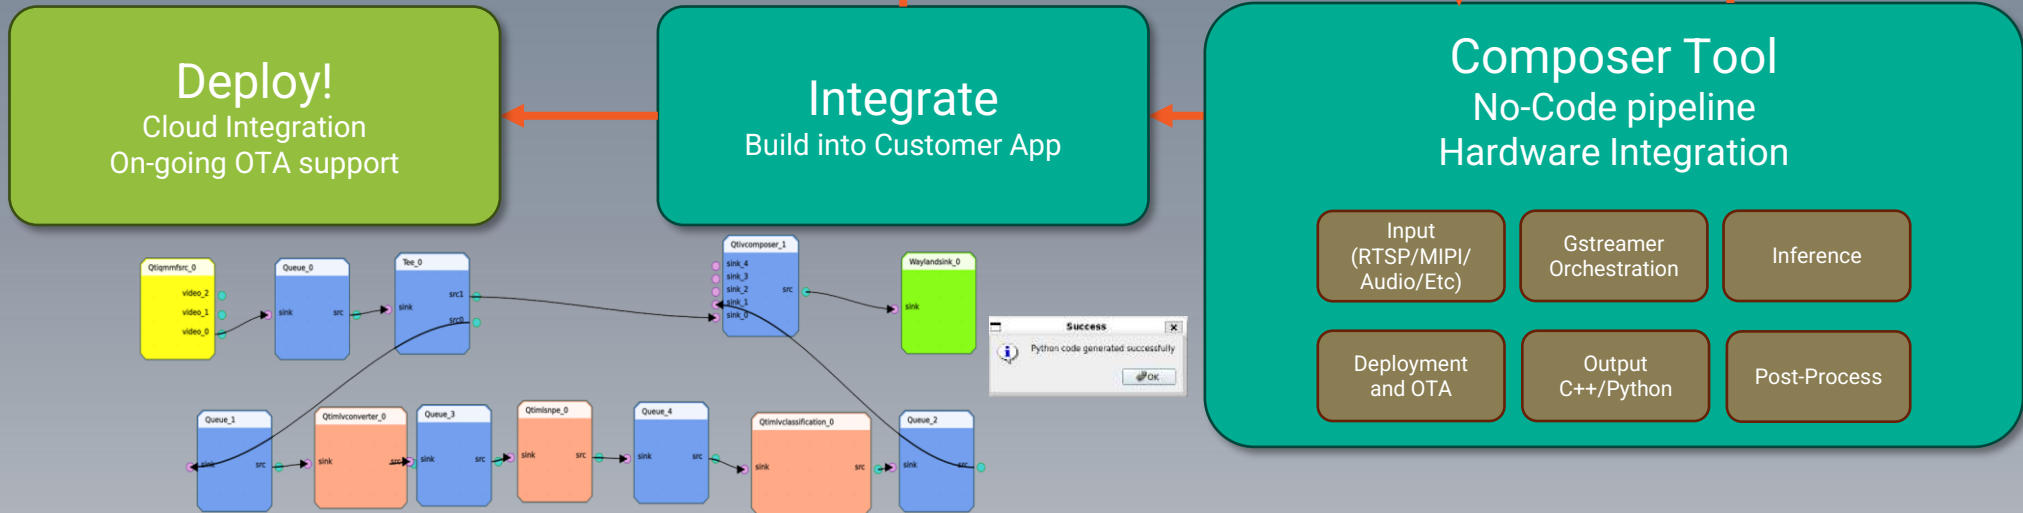 Deploy!
Cloud Integration
On-going OTA support
Integrate
Build into Customer App
Composer Tool
No-Code pipeline
Hardware Integration
Input
(RTSP/MIPI/
Audio/Etc)
Gstreamer
Orchestration
Inference
Deployment
and OTA
Output
C++/Python
Post-Process
Qtiqmmfsrc_0
video_2
video_1
video_0
Queue_0
sink
src
Tee_0
sink
src1
src0
Qtivcomposer_1
sink_4
sink_3
sink_2
sink_1
sink_0
src
Waylandsink_0
sink
Success
Python code generated successfully
OK
Queue_1
sink
src
Qtimlvconverter_0
sink
src
Queue_3
sink
src
Qtimlsnpe_0
sink
src
Queue_4
sink
src
Qtimlvclassification_0
sink
src
Queue_2
sink
src